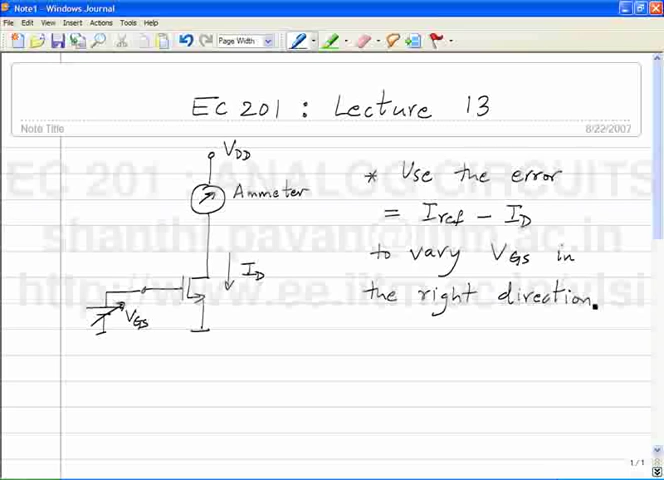 Note1 - Windows Journal
File Edit View Insert Actions Tools Help
Page Width
EC 201 : Lecture 13
Note Title
8/22/2007
EC 201 : ANALOG CIRCUITS
shanthi.pavan@
VDD
Ammeter
ID
VGS
* Use the error
= Iref - ID
to vary VGS in
the right direction.
1/1